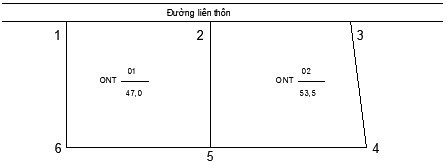 Đường liên thôn
1 2 3
ONT 01 ONT 02
47,0 53,5
6 5 4